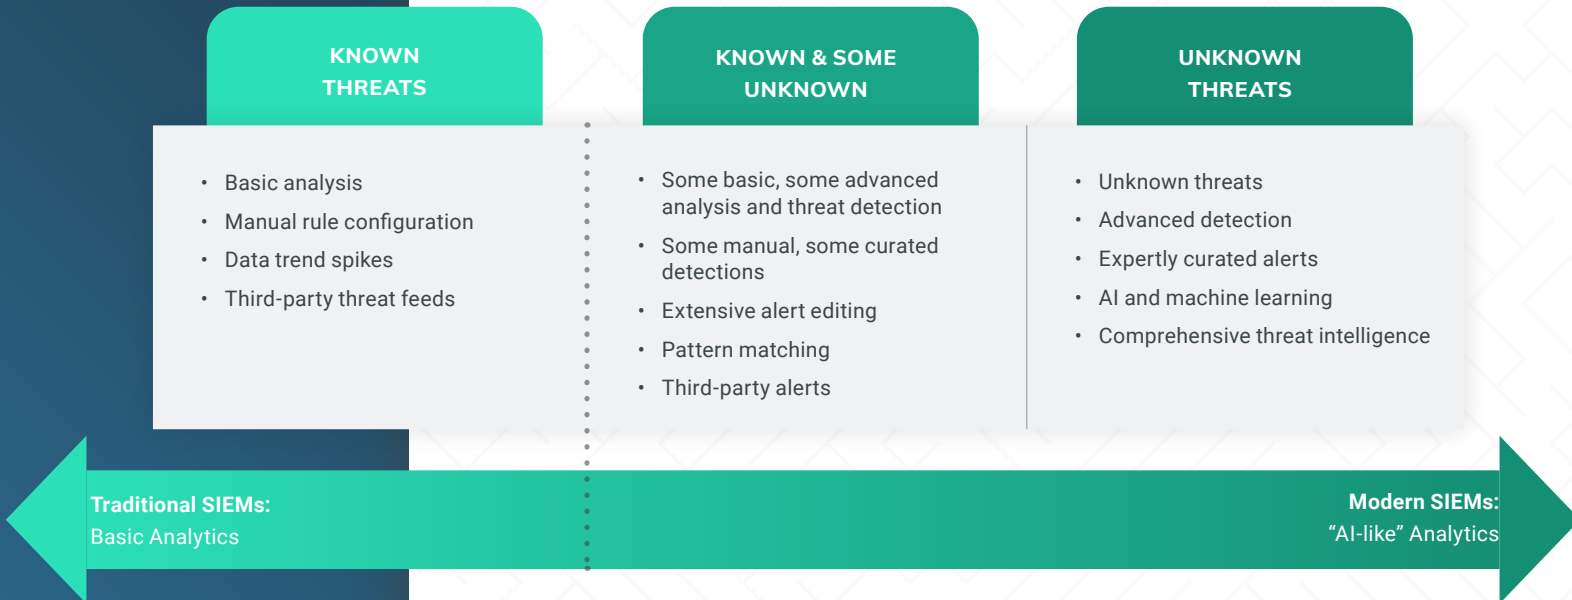 KNOWN
THREATS
KNOWN & SOME
UNKNOWN
UNKNOWN
THREATS
• Basic analysis
• Manual rule configuration
• Data trend spikes
• Third-party threat feeds
• Some basic, some advanced
analysis and threat detection
• Some manual, some curated
detections
• Extensive alert editing
• Pattern matching
• Third-party alerts
• Unknown threats
• Advanced detection
• Expertly curated alerts
• AI and machine learning
• Comprehensive threat intelligence
Traditional SIEMs:
Basic Analytics
Modern SIEMs:
“AI-like” Analytics